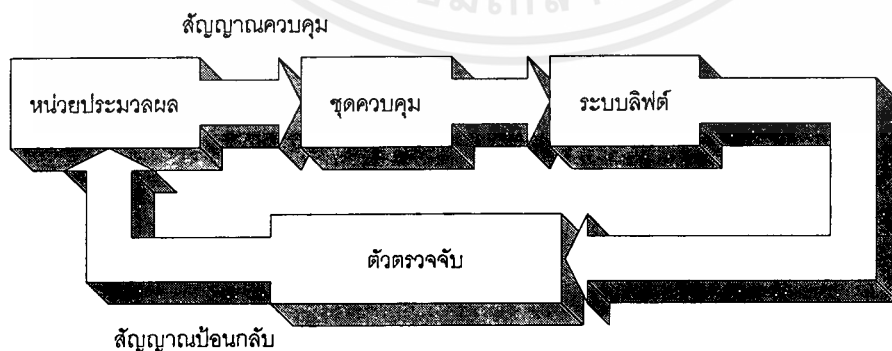 สัญญาณควบคุม
หน่วยประมวลผล
ชุดควบคุม
ระบบลิฟต์
ตัวตรวจจับ
สัญญาณป้อนกลับ